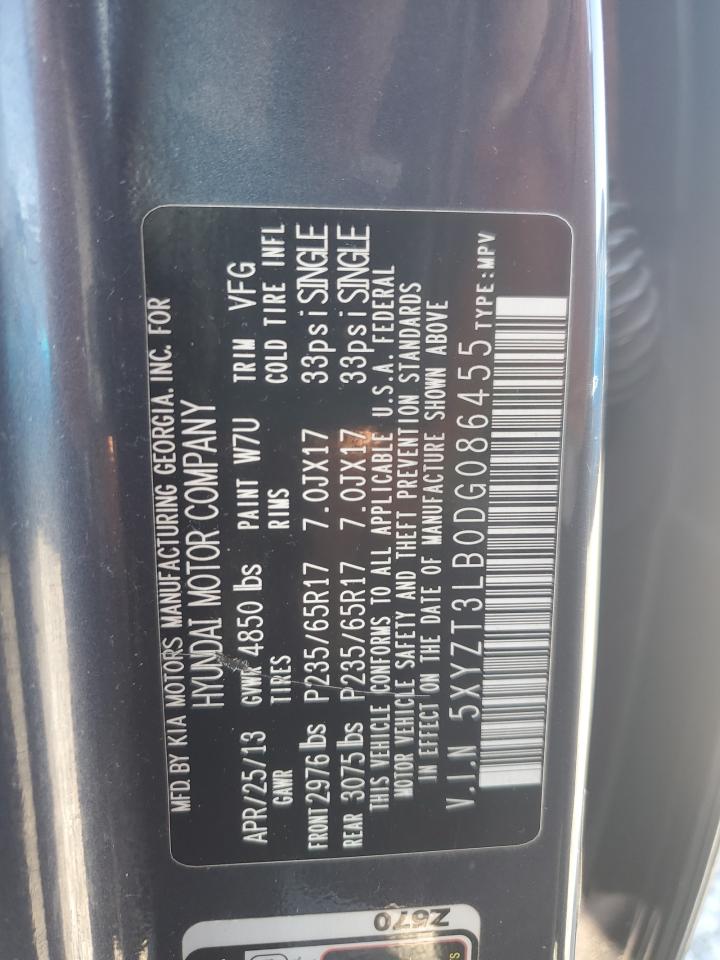 MFD. BY KIA MOTORS MANUFACTURING GEORGIA. INC. FOR
HYUNDAI MOTOR COMPANY
APR/25/13 GVWR 4850 lbs PAINT W7U TRIM VFG
GAWR TIRES RIMS COLD TIRE INFL
FRONT 2976 lbs P235/65R17 7.0JX17 33psi SINGLE
REAR 3075 lbs P235/65R17 7.0JX17 33psi SINGLE
THIS VEHICLE CONFORMS TO ALL APPLICABLE U.S.A. FEDERAL
MOTOR VEHICLE SAFETY AND THEFT PREVENTION STANDARDS
IN EFFECT ON THE DATE OF MANUFACTURE SHOWN ABOVE
V.I.N 5XYZT3LB0DG086455 TYPE:MPV
Z670